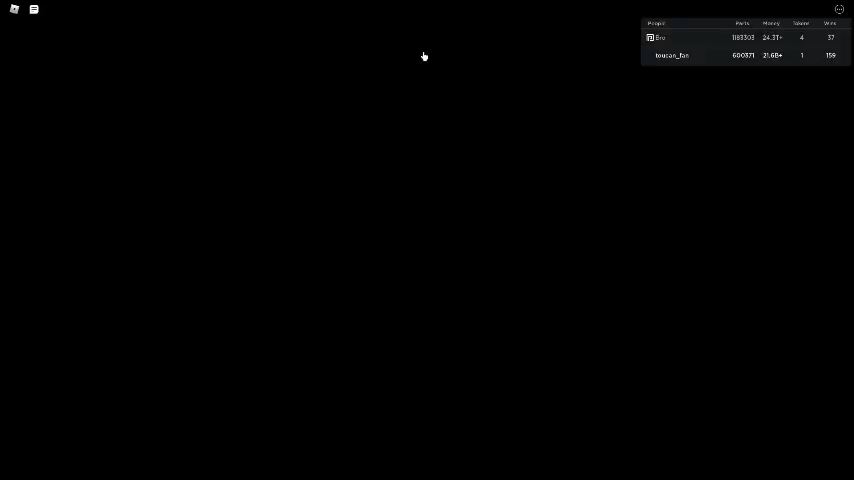 People Parts Money Tokens Wins
Bro 1183303 24.3T+ 4 37
toucan_fan 600371 21.6B+ 1 159